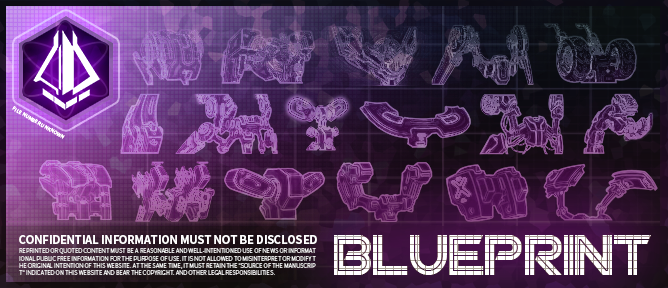 FILE NUMBER:UNKNOWN
CONFIDENTIAL INFORMATION MUST NOT BE DISCLOSED
REPRINTED OR QUOTED CONTENT MUST BE A REASONABLE AND WELL-INTENTIONED USE OF NEWS OR INFORMAT
IONAL PUBLIC FREE INFORMATION FOR THE PURPOSE OF USE. IT IS NOT ALLOWED TO MISINTERPRET OR MODIFY T
HE ORIGINAL INTENTION OF THIS WEBSITE. AT THE SAME TIME, IT MUST RETAIN THE "SOURCE OF THE MANUSCRIP
T" INDICATED ON THIS WEBSITE AND BEAR THE COPYRIGHT. AND OTHER LEGAL RESPONSIBILITIES.
BLUEPRINT